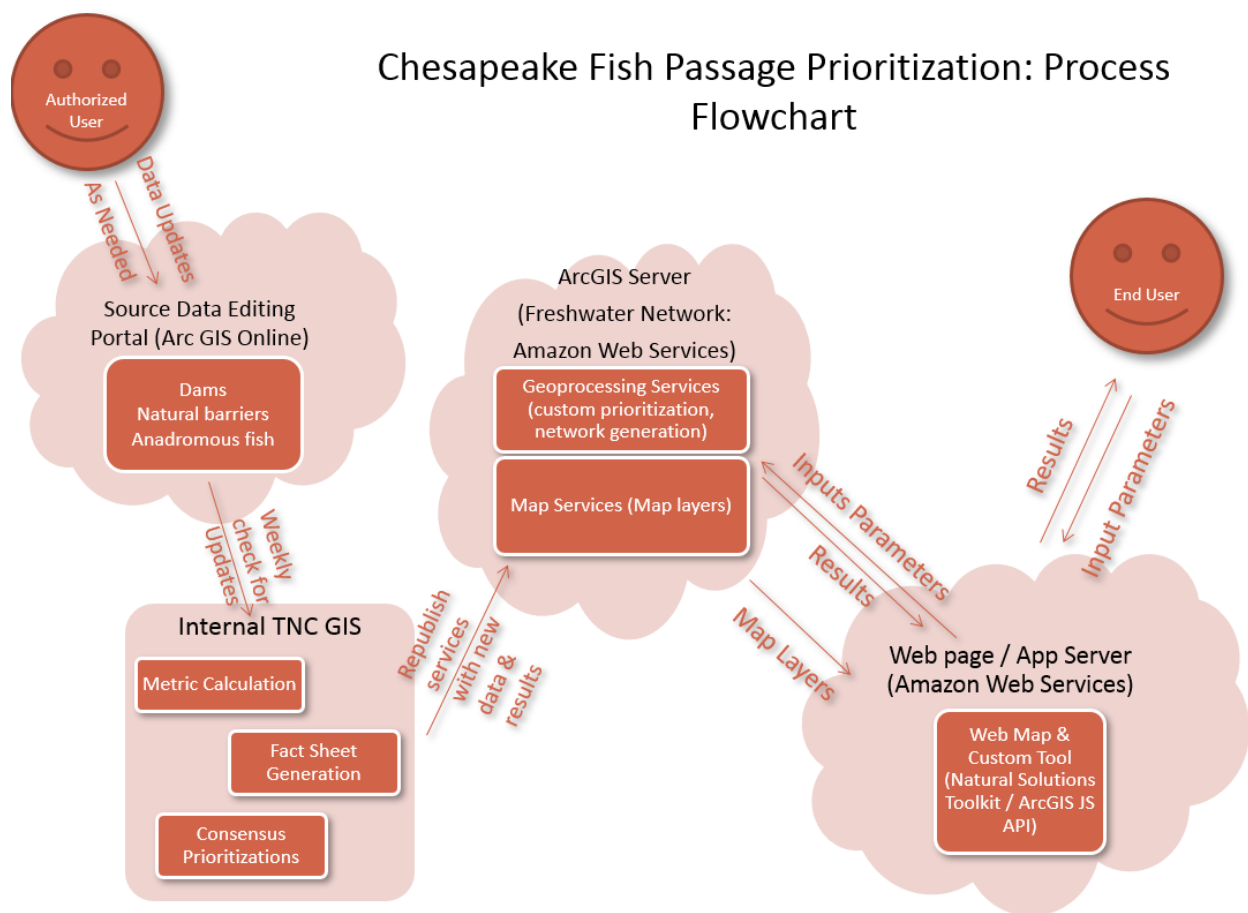 Chesapeake Fish Passage Prioritization: Process
Flowchart
Authorized
User
Data Updates
As Needed
Source Data Editing
Portal (Arc GIS Online)
Dams
Natural barriers
Anadromous fish
Weekly
check for
Updates
Internal TNC GIS
Metric Calculation
Fact Sheet
Generation
Consensus
Prioritizations
Republish
services
with new
data &
results
ArcGIS Server
(Freshwater Network:
Amazon Web Services)
Geoprocessing Services
(custom prioritization,
network generation)
Map Services (Map layers)
Inputs Parameters
Results
Map Layers
End User
Results
Input Parameters
Web page / App Server
(Amazon Web Services)
Web Map &
Custom Tool
(Natural Solutions
Toolkit / ArcGIS JS
API)